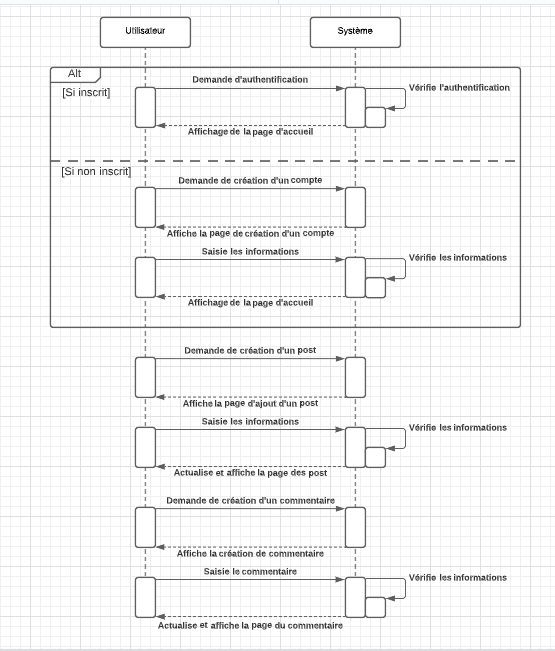 Utilisateur
Système
Alt
[Si inscrit]
Demande d'authentification
Vérifie l'authentification
Affichage de la page d'accueil
[Si non inscrit]
Demande de création d'un compte
Affiche la page de création d'un compte
Saisie les informations
Vérifie les informations
Affichage de la page d'accueil
Demande de création d'un post
Affiche la page d'ajout d'un post
Saisie les informations
Vérifie les informations
Actualise et affiche la page des post
Demande de création d'un commentaire
Affiche la création de commentaire
Saisie le commentaire
Vérifie les informations
Actualise et affiche la page du commentaire